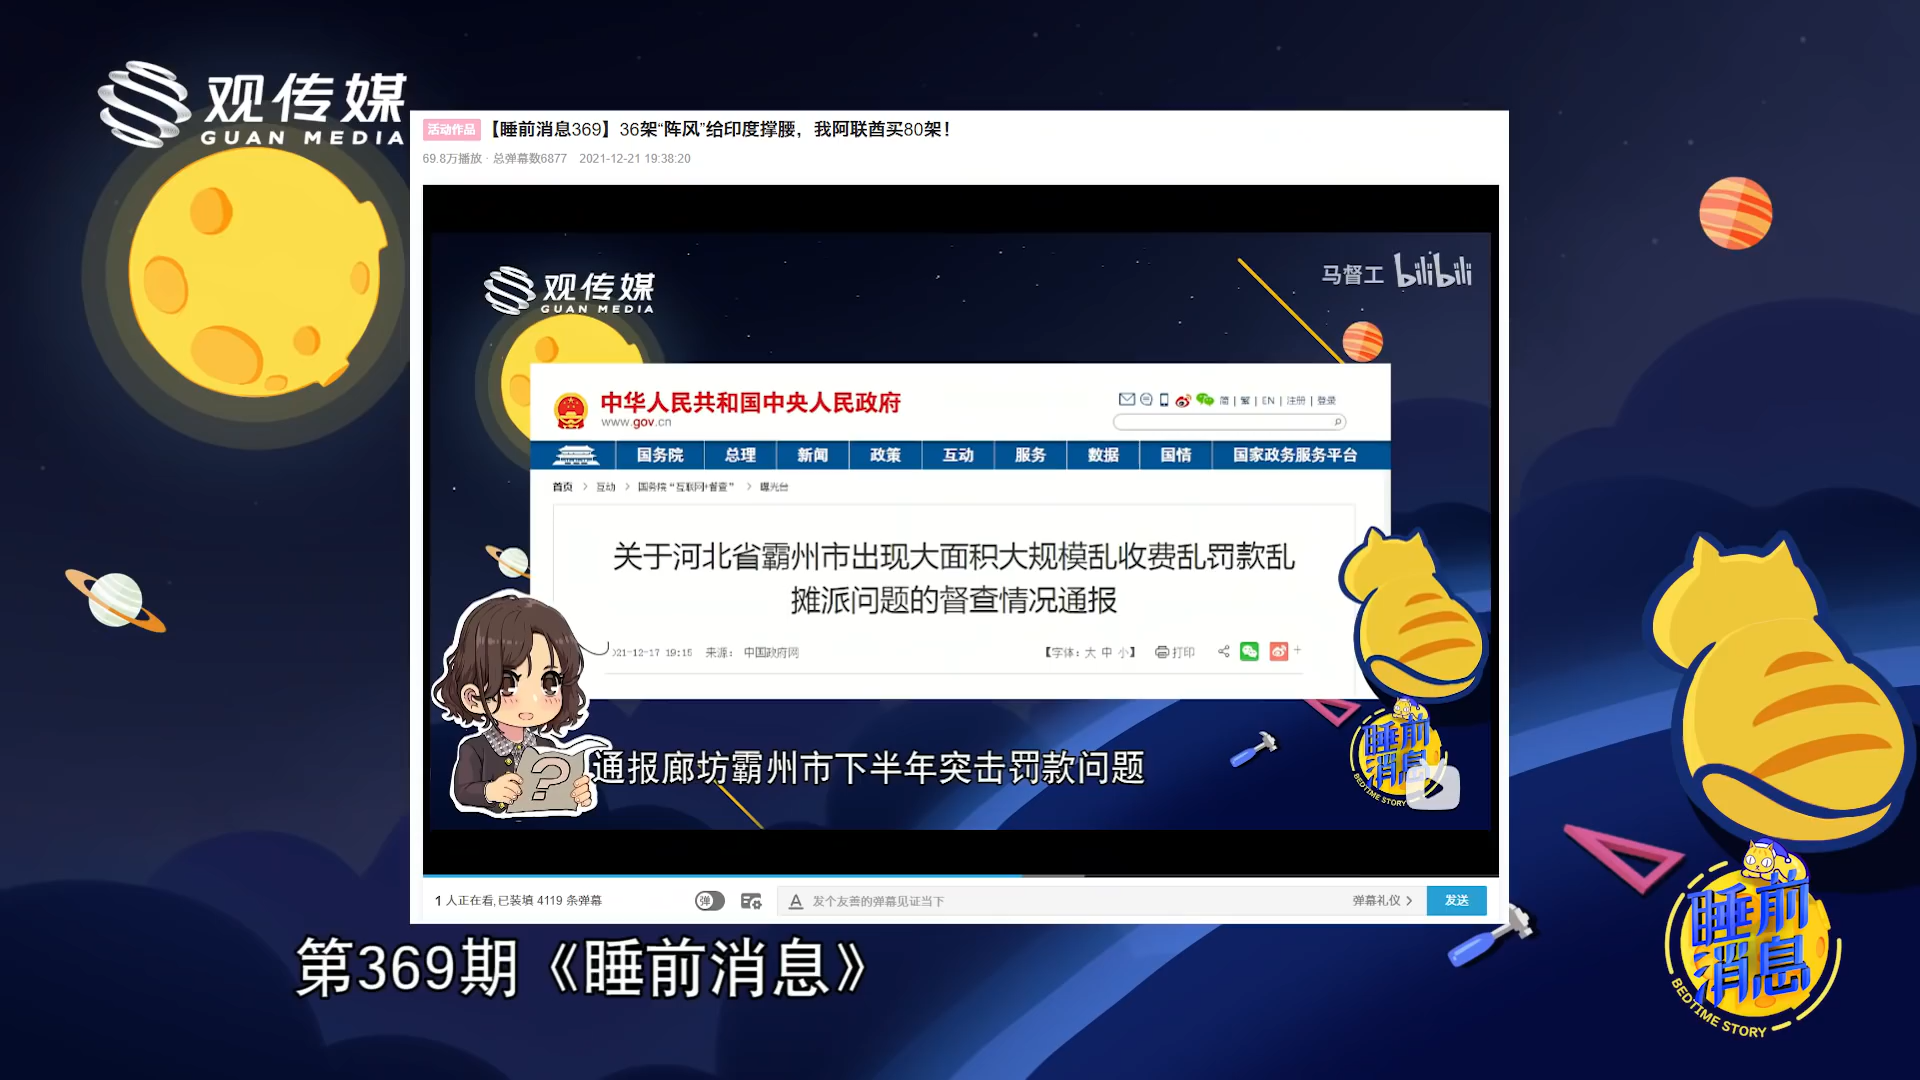 观传媒
GUAN MEDIA
活动作品 【睡前消息369】36架“阵风”给印度撑腰，我阿联酋买80架！
69.8万播放 · 总弹幕数6877 2021-12-21 19:38:20
观传媒
GUAN MEDIA
马督工 bilibili
中华人民共和国中央人民政府
www.gov.cn
简 | 繁 | EN | 注册 | 登录
国务院 总理 新闻 政策 互动 服务 数据 国情 国家政务服务平台
首页 > 互动 > 国务院“互联网+督查” > 曝光台
关于河北省霸州市出现大面积大规模乱收费乱罚款乱
摊派问题的督查情况通报
021-12-17 19:15 来源： 中国政府网 【字体：大 中 小】 打印
?
通报廊坊霸州市下半年突击罚款问题
睡前消息
BEDTIME STORY
1 人正在看,已装填 4119 条弹幕 弹 A 发个友善的弹幕见证当下 弹幕礼仪 > 发送
第369期《睡前消息》
睡前消息
BEDTIME STORY